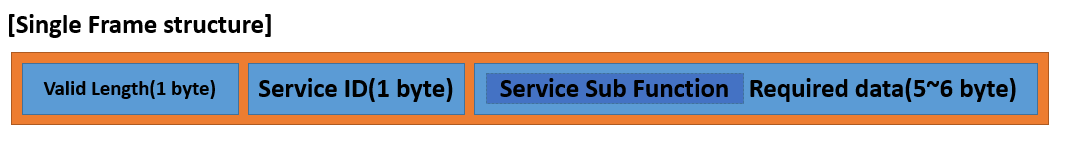 [Single Frame structure]
Valid Length(1 byte) Service ID(1 byte) Service Sub Function Required data(5~6 byte)